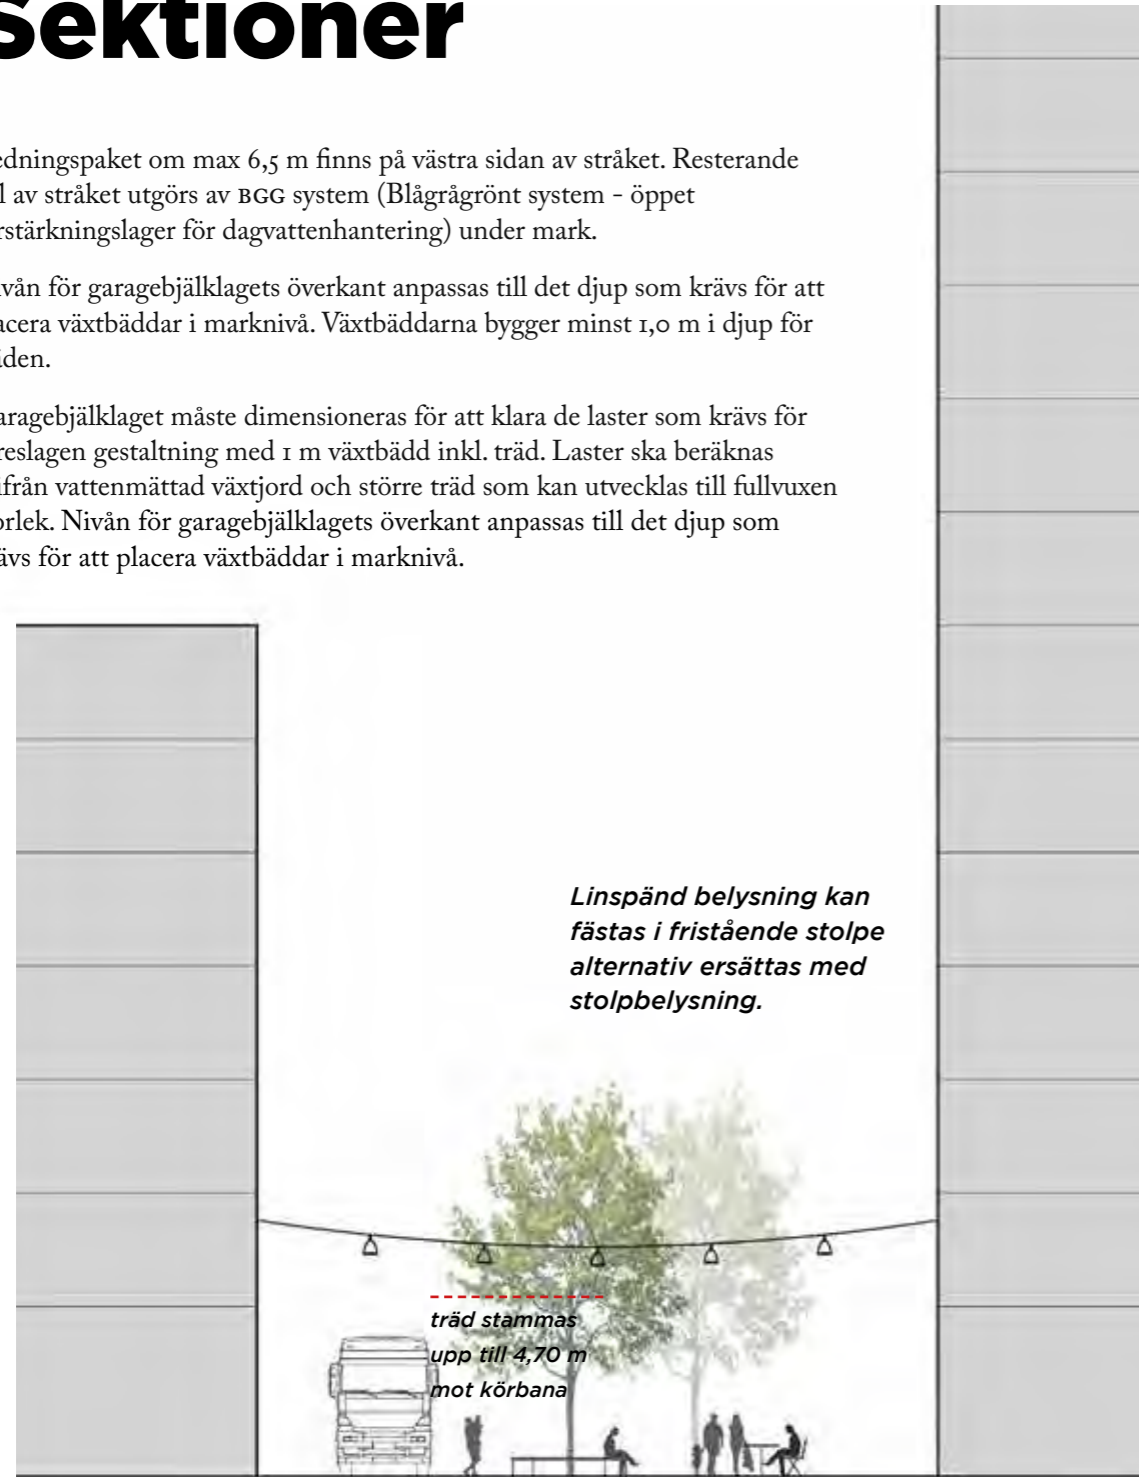 Sektioner
edningspaket om max 6,5 m finns på västra sidan av stråket. Resterande
l av stråket utgörs av BGG system (Blågrågrönt system - öppet
rstärkningslager för dagvattenhantering) under mark.
vån för garagebjälklagets överkant anpassas till det djup som krävs för att
acera växtbäddar i marknivå. Växtbäddarna bygger minst 1,0 m i djup för
äden.
aragebjälklaget måste dimensioneras för att klara de laster som krävs för
reslagen gestaltning med 1 m växtbädd inkl. träd. Laster ska beräknas
ifrån vattenmättad växtjord och större träd som kan utvecklas till fullvuxen
orlek. Nivån för garagebjälklagets överkant anpassas till det djup som
ävs för att placera växtbäddar i marknivå.
Linspänd belysning kan
fästas i fristående stolpe
alternativ ersättas med
stolpbelysning.
träd stammas
upp till 4,70 m
mot körbana